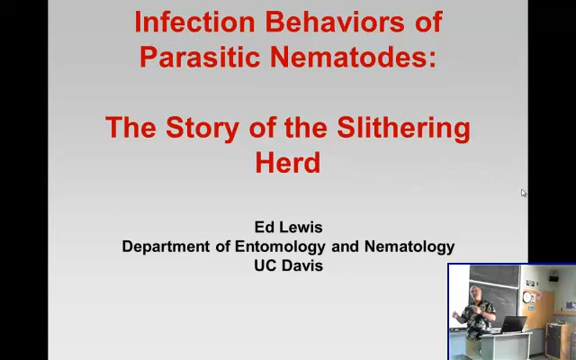 Infection Behaviors of
Parasitic Nematodes:
The Story of the Slithering
Herd
Ed Lewis
Department of Entomology and Nematology
UC Davis